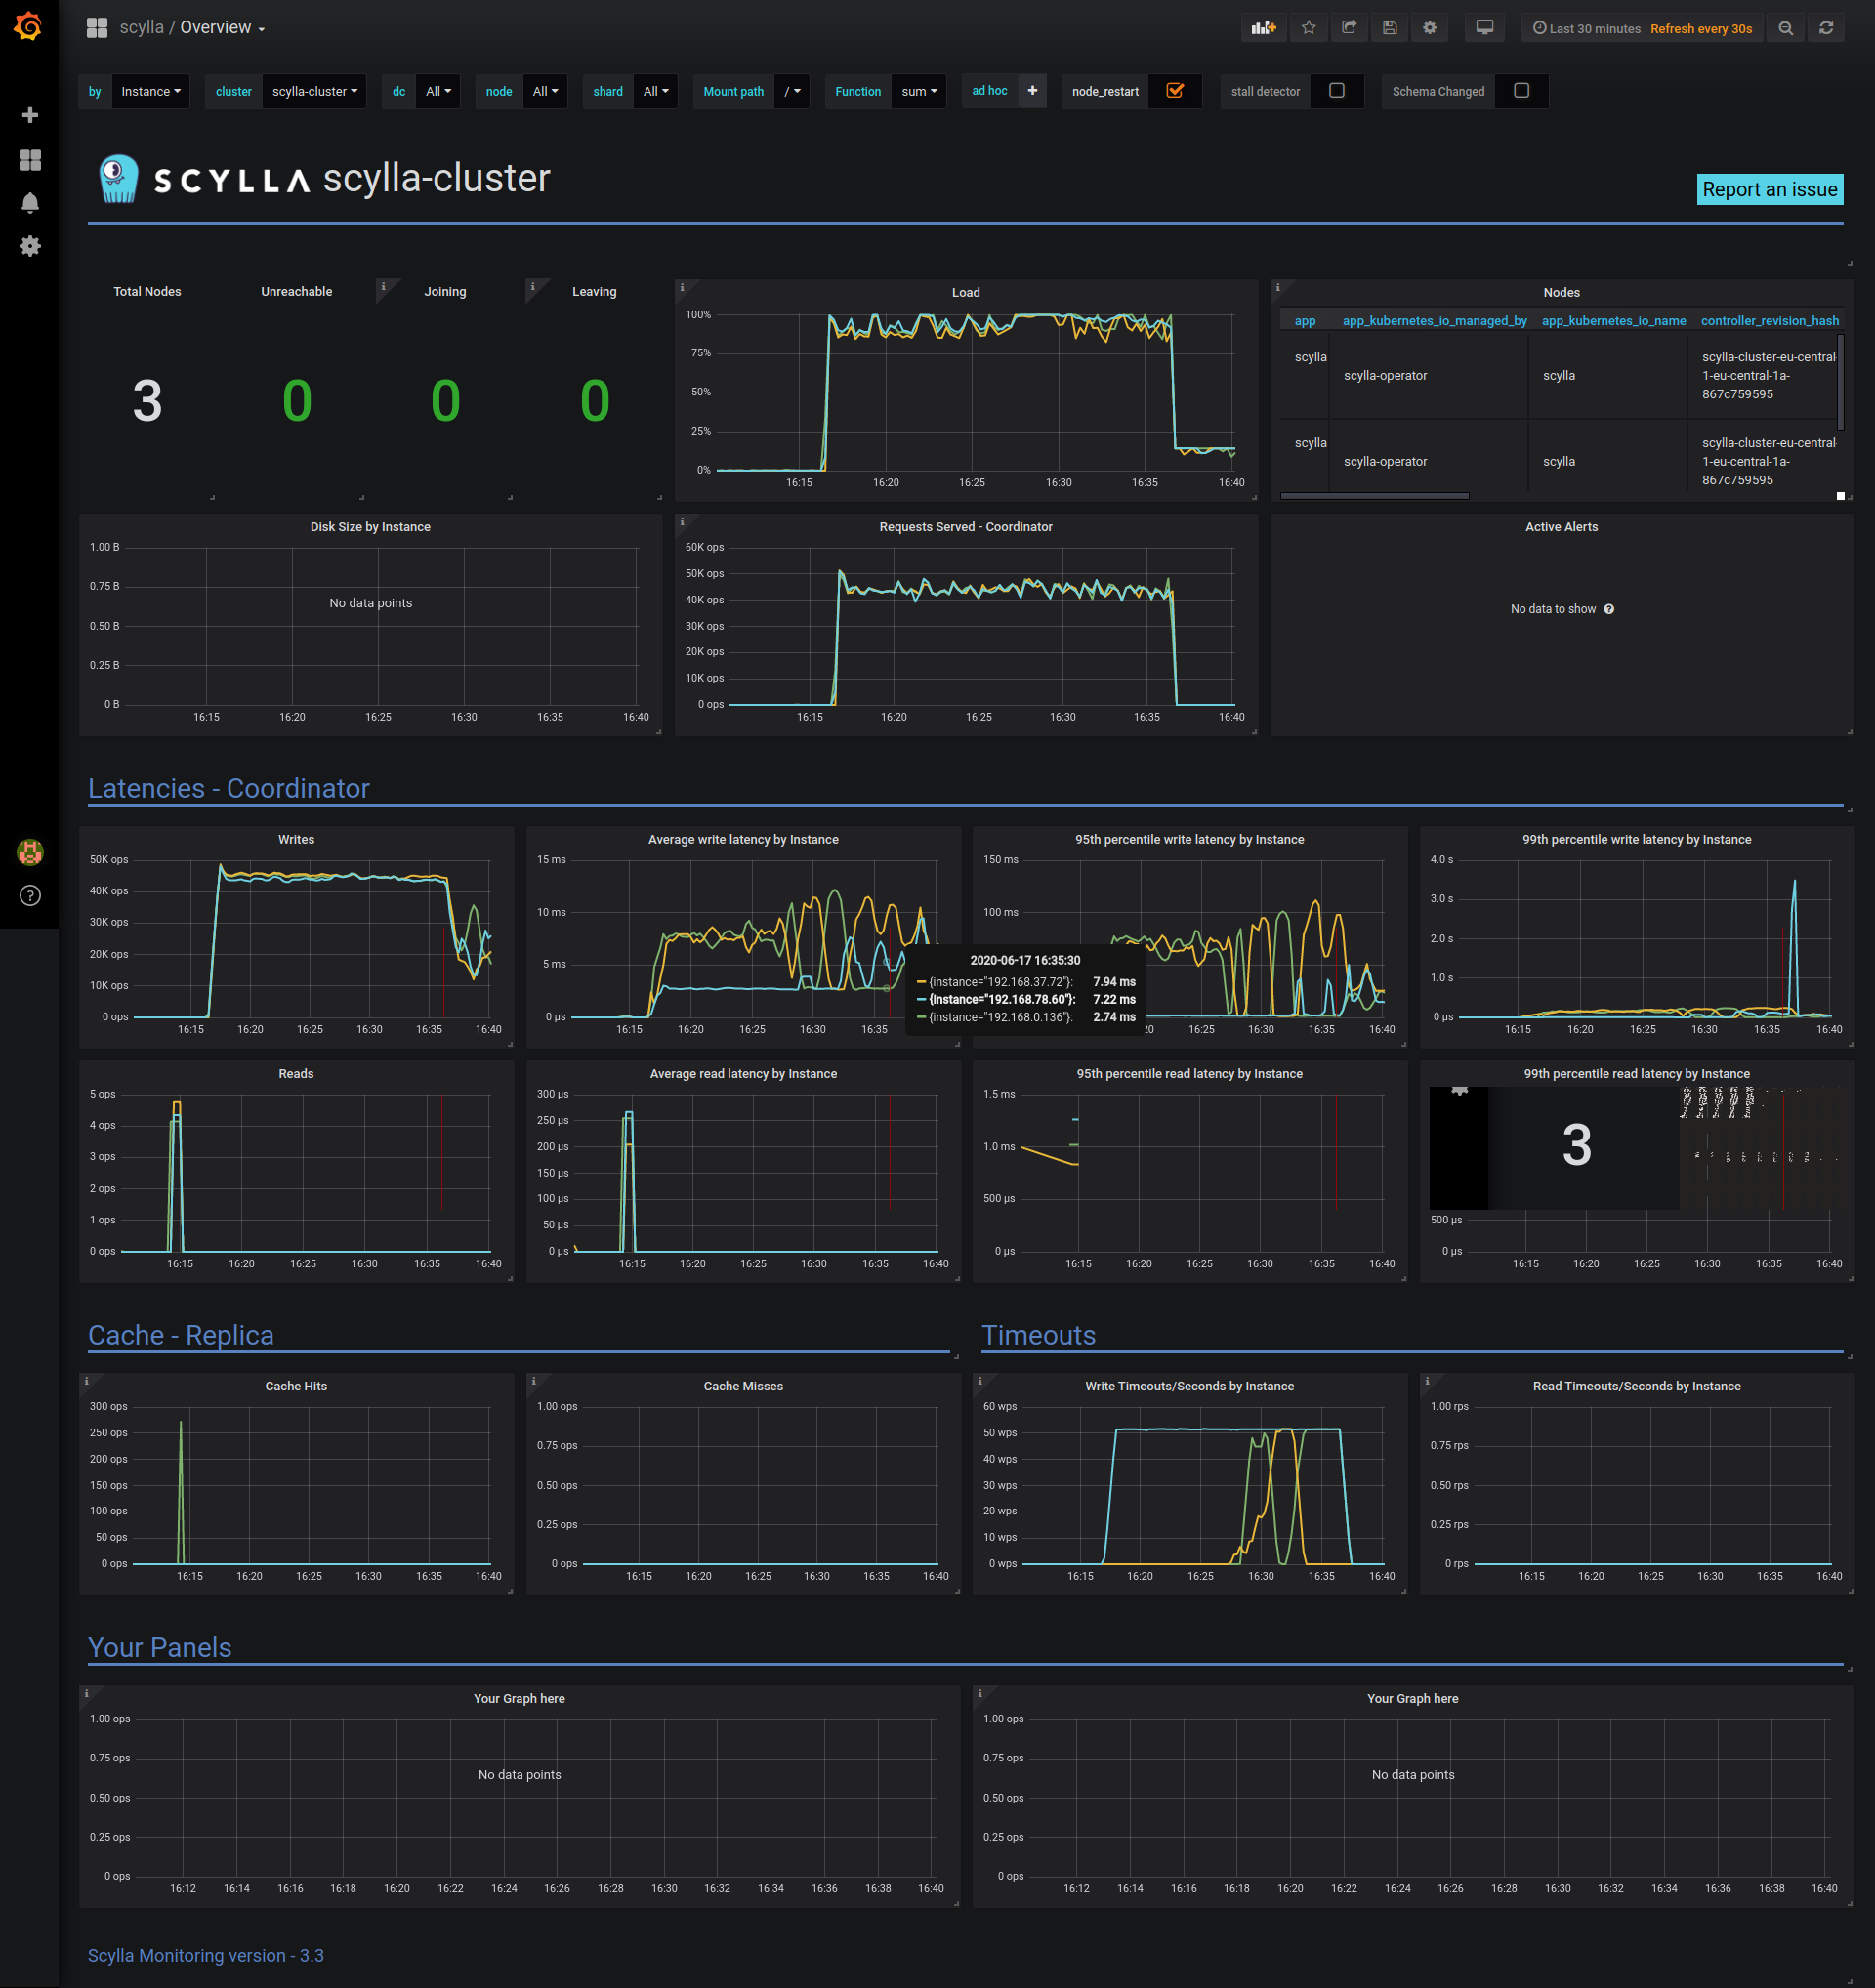 scylla / Overview
Last 30 minutes Refresh every 30s
by Instance cluster scylla-cluster dc All node All shard All Mount path / Function sum ad hoc + node_restart stall detector Schema Changed
SCYLLA scylla-cluster
Report an issue
Total Nodes
3
Unreachable
0
Joining
0
Leaving
0
Load
100%
75%
50%
25%
0%
16:15 16:20 16:25 16:30 16:35 16:40
Nodes
app app_kubernetes_io_managed_by app_kubernetes_io_name controller_revision_hash
scylla scylla-operator scylla scylla-cluster-eu-central-
1-eu-central-1a-
867c759595
scylla scylla-operator scylla scylla-cluster-eu-central-
1-eu-central-1a-
867c759595
Disk Size by Instance
1.00 B
0.75 B
0.50 B
0.25 B
0 B
No data points
16:15 16:20 16:25 16:30 16:35 16:40
Requests Served - Coordinator
60K ops
50K ops
40K ops
30K ops
20K ops
10K ops
0 ops
16:15 16:20 16:25 16:30 16:35 16:40
Active Alerts
No data to show
Latencies - Coordinator
Writes
50K ops
40K ops
30K ops
20K ops
10K ops
0 ops
16:15 16:20 16:25 16:30 16:35 16:40
Average write latency by Instance
15 ms
10 ms
5 ms
0 µs
16:15 16:20 16:25 16:30 16:35
2020-06-17 16:35:30
{instance="192.168.37.72"}: 7.94 ms
{instance="192.168.78.60"}: 7.22 ms
{instance="192.168.0.136"}: 2.74 ms
95th percentile write latency by Instance
150 ms
100 ms
20 16:25 16:30 16:35 16:40
99th percentile write latency by Instance
4.0 s
3.0 s
2.0 s
1.0 s
0 µs
16:15 16:20 16:25 16:30 16:35 16:40
Reads
5 ops
4 ops
3 ops
2 ops
1 ops
0 ops
16:15 16:20 16:25 16:30 16:35 16:40
Average read latency by Instance
300 µs
250 µs
200 µs
150 µs
100 µs
50 µs
0 µs
16:15 16:20 16:25 16:30 16:35 16:40
95th percentile read latency by Instance
1.5 ms
1.0 ms
500 µs
0 µs
16:15 16:20 16:25 16:30 16:35 16:40
99th percentile read latency by Instance
3
500 µs
0 µs
16:15 16:20 16:25 16:30 16:35 16:40
Cache - Replica
Timeouts
Cache Hits
300 ops
250 ops
200 ops
150 ops
100 ops
50 ops
0 ops
16:15 16:20 16:25 16:30 16:35 16:40
Cache Misses
1.00 ops
0.75 ops
0.50 ops
0.25 ops
0 ops
16:15 16:20 16:25 16:30 16:35 16:40
Write Timeouts/Seconds by Instance
60 wps
50 wps
40 wps
30 wps
20 wps
10 wps
0 wps
16:15 16:20 16:25 16:30 16:35 16:40
Read Timeouts/Seconds by Instance
1.00 rps
0.75 rps
0.50 rps
0.25 rps
0 rps
16:15 16:20 16:25 16:30 16:35 16:40
Your Panels
Your Graph here
1.00 ops
0.75 ops
0.50 ops
0.25 ops
0 ops
No data points
16:12 16:14 16:16 16:18 16:20 16:22 16:24 16:26 16:28 16:30 16:32 16:34 16:36 16:38 16:40
Your Graph here
1.00 ops
0.75 ops
0.50 ops
0.25 ops
0 ops
No data points
16:12 16:14 16:16 16:18 16:20 16:22 16:24 16:26 16:28 16:30 16:32 16:34 16:36 16:38 16:40
Scylla Monitoring version - 3.3